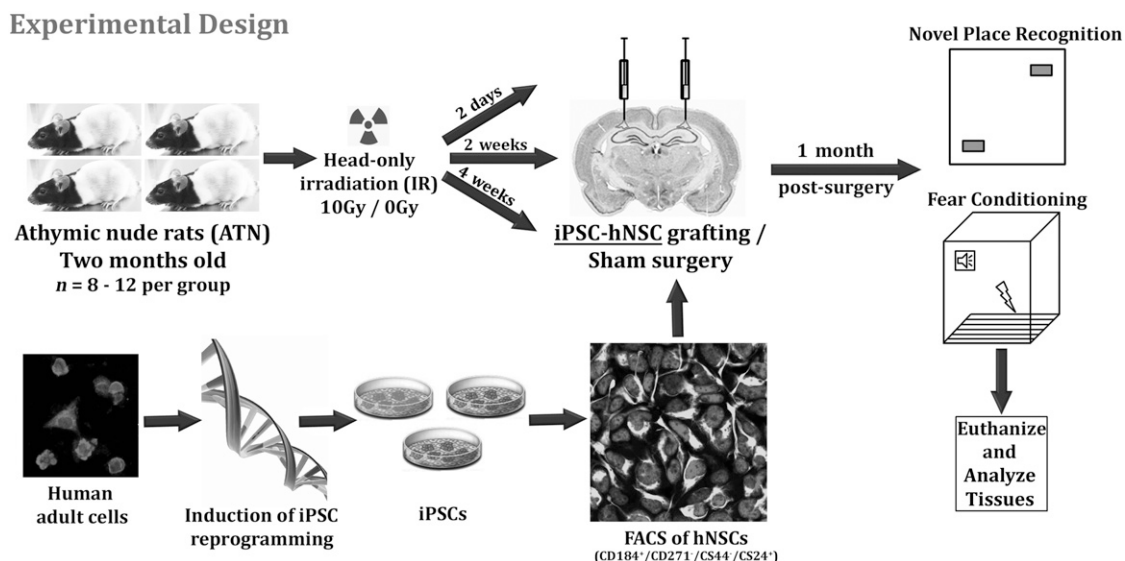 Experimental Design
Athymic nude rats (ATN)
Two months old
n = 8 - 12 per group
Head-only
irradiation (IR)
10Gy / 0Gy
2 days
2 weeks
4 weeks
iPSC-hNSC grafting /
Sham surgery
1 month
post-surgery
Novel Place Recognition
Fear Conditioning
Euthanize
and
Analyze
Tissues
Human
adult cells
Induction of iPSC
reprogramming
iPSCs
FACS of hNSCs
(CD184⁺/CD271⁻/CS44⁻/CS24⁺)